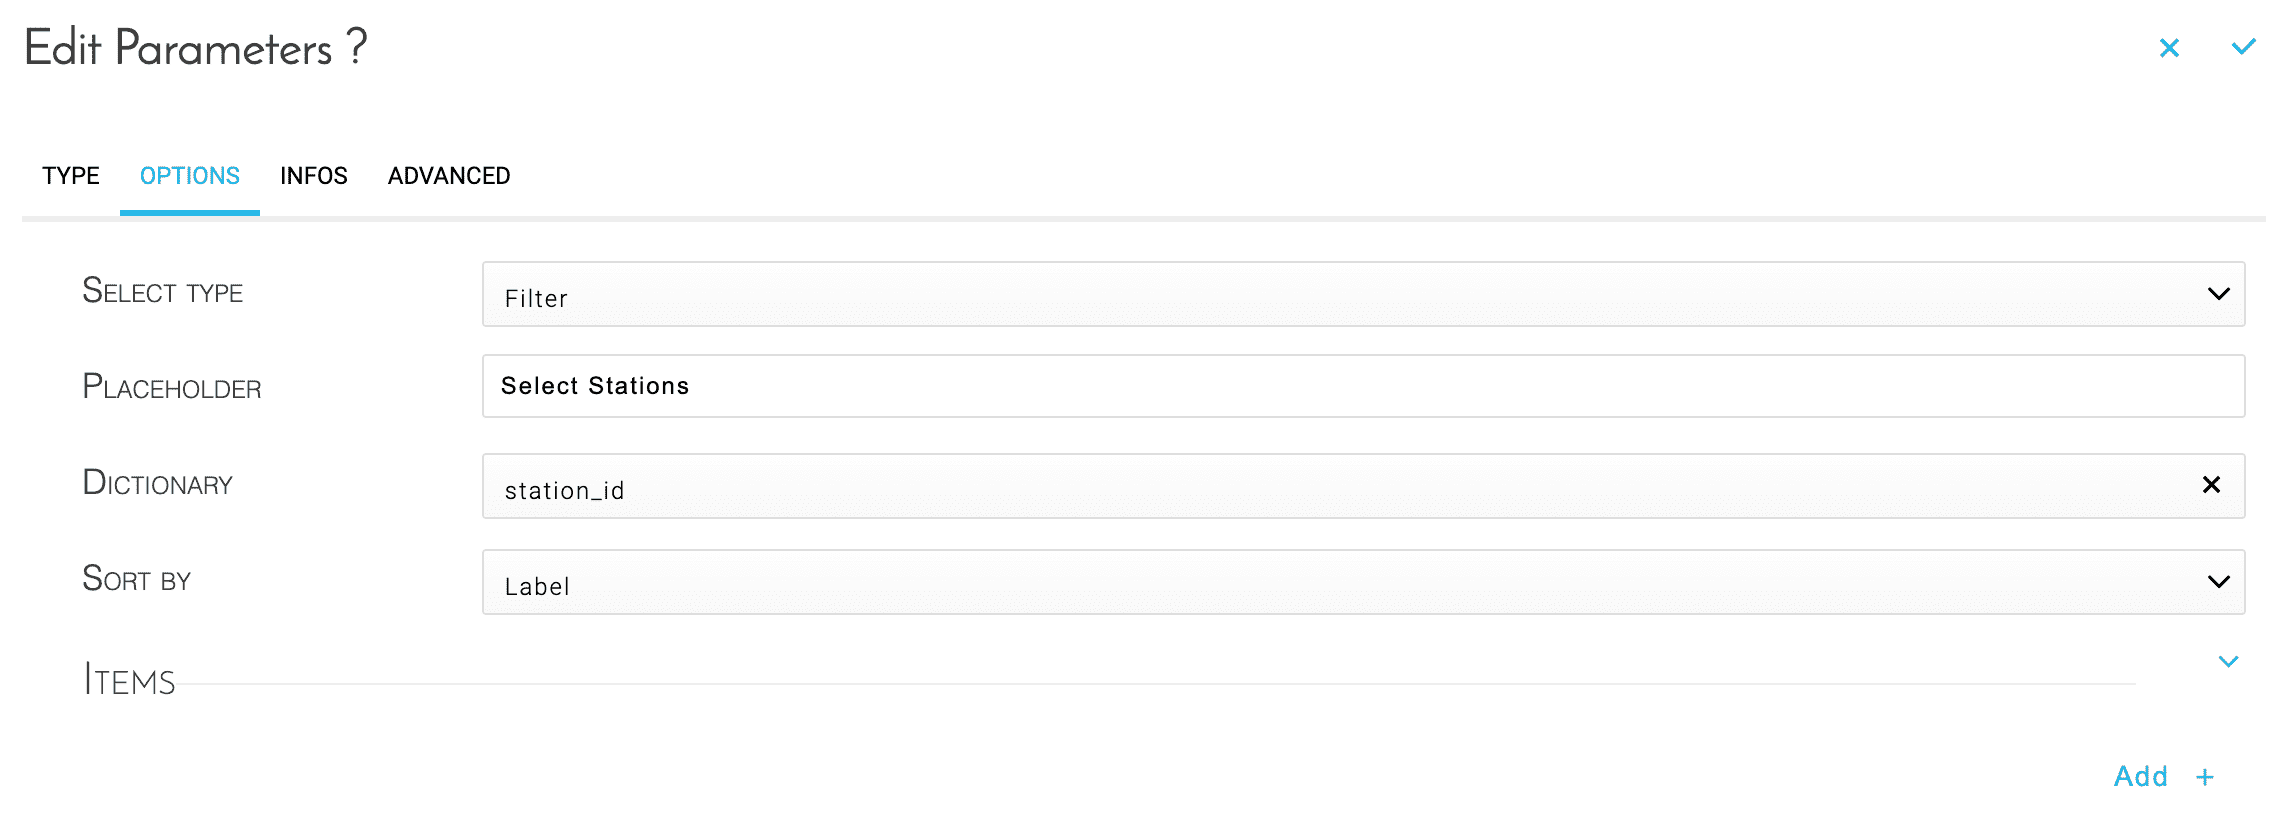 Edit Parameters ?
TYPE OPTIONS INFOS ADVANCED
Select type Filter
Placeholder Select Stations
Dictionary station_id
Sort by Label
Items
Add +